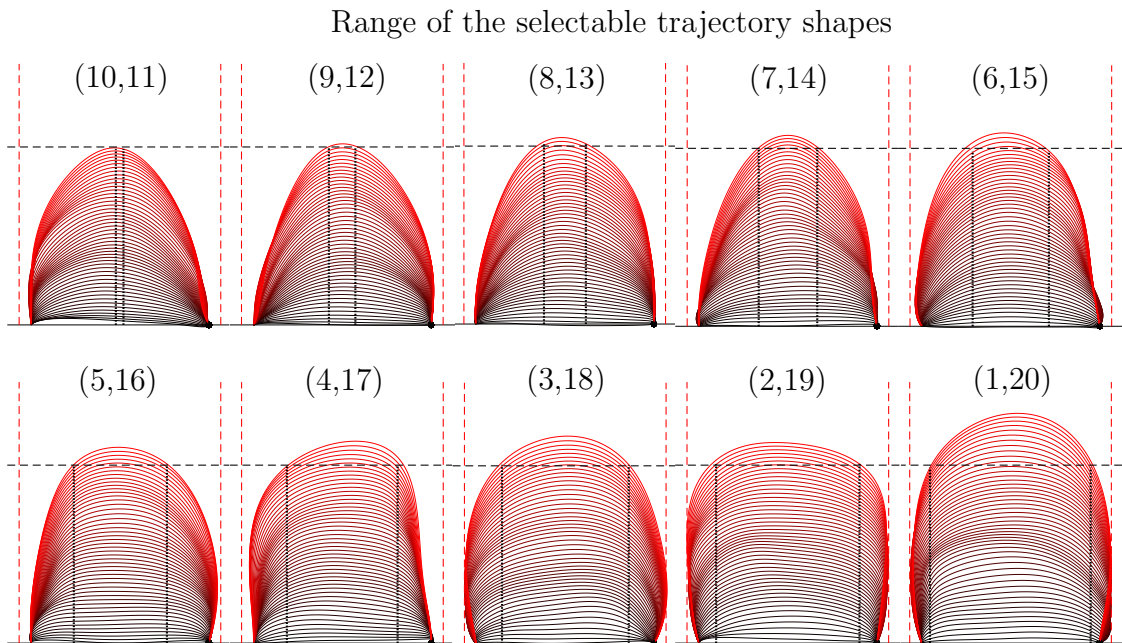 Range of the selectable trajectory shapes
(10,11) (9,12) (8,13) (7,14) (6,15)
(5,16) (4,17) (3,18) (2,19) (1,20)